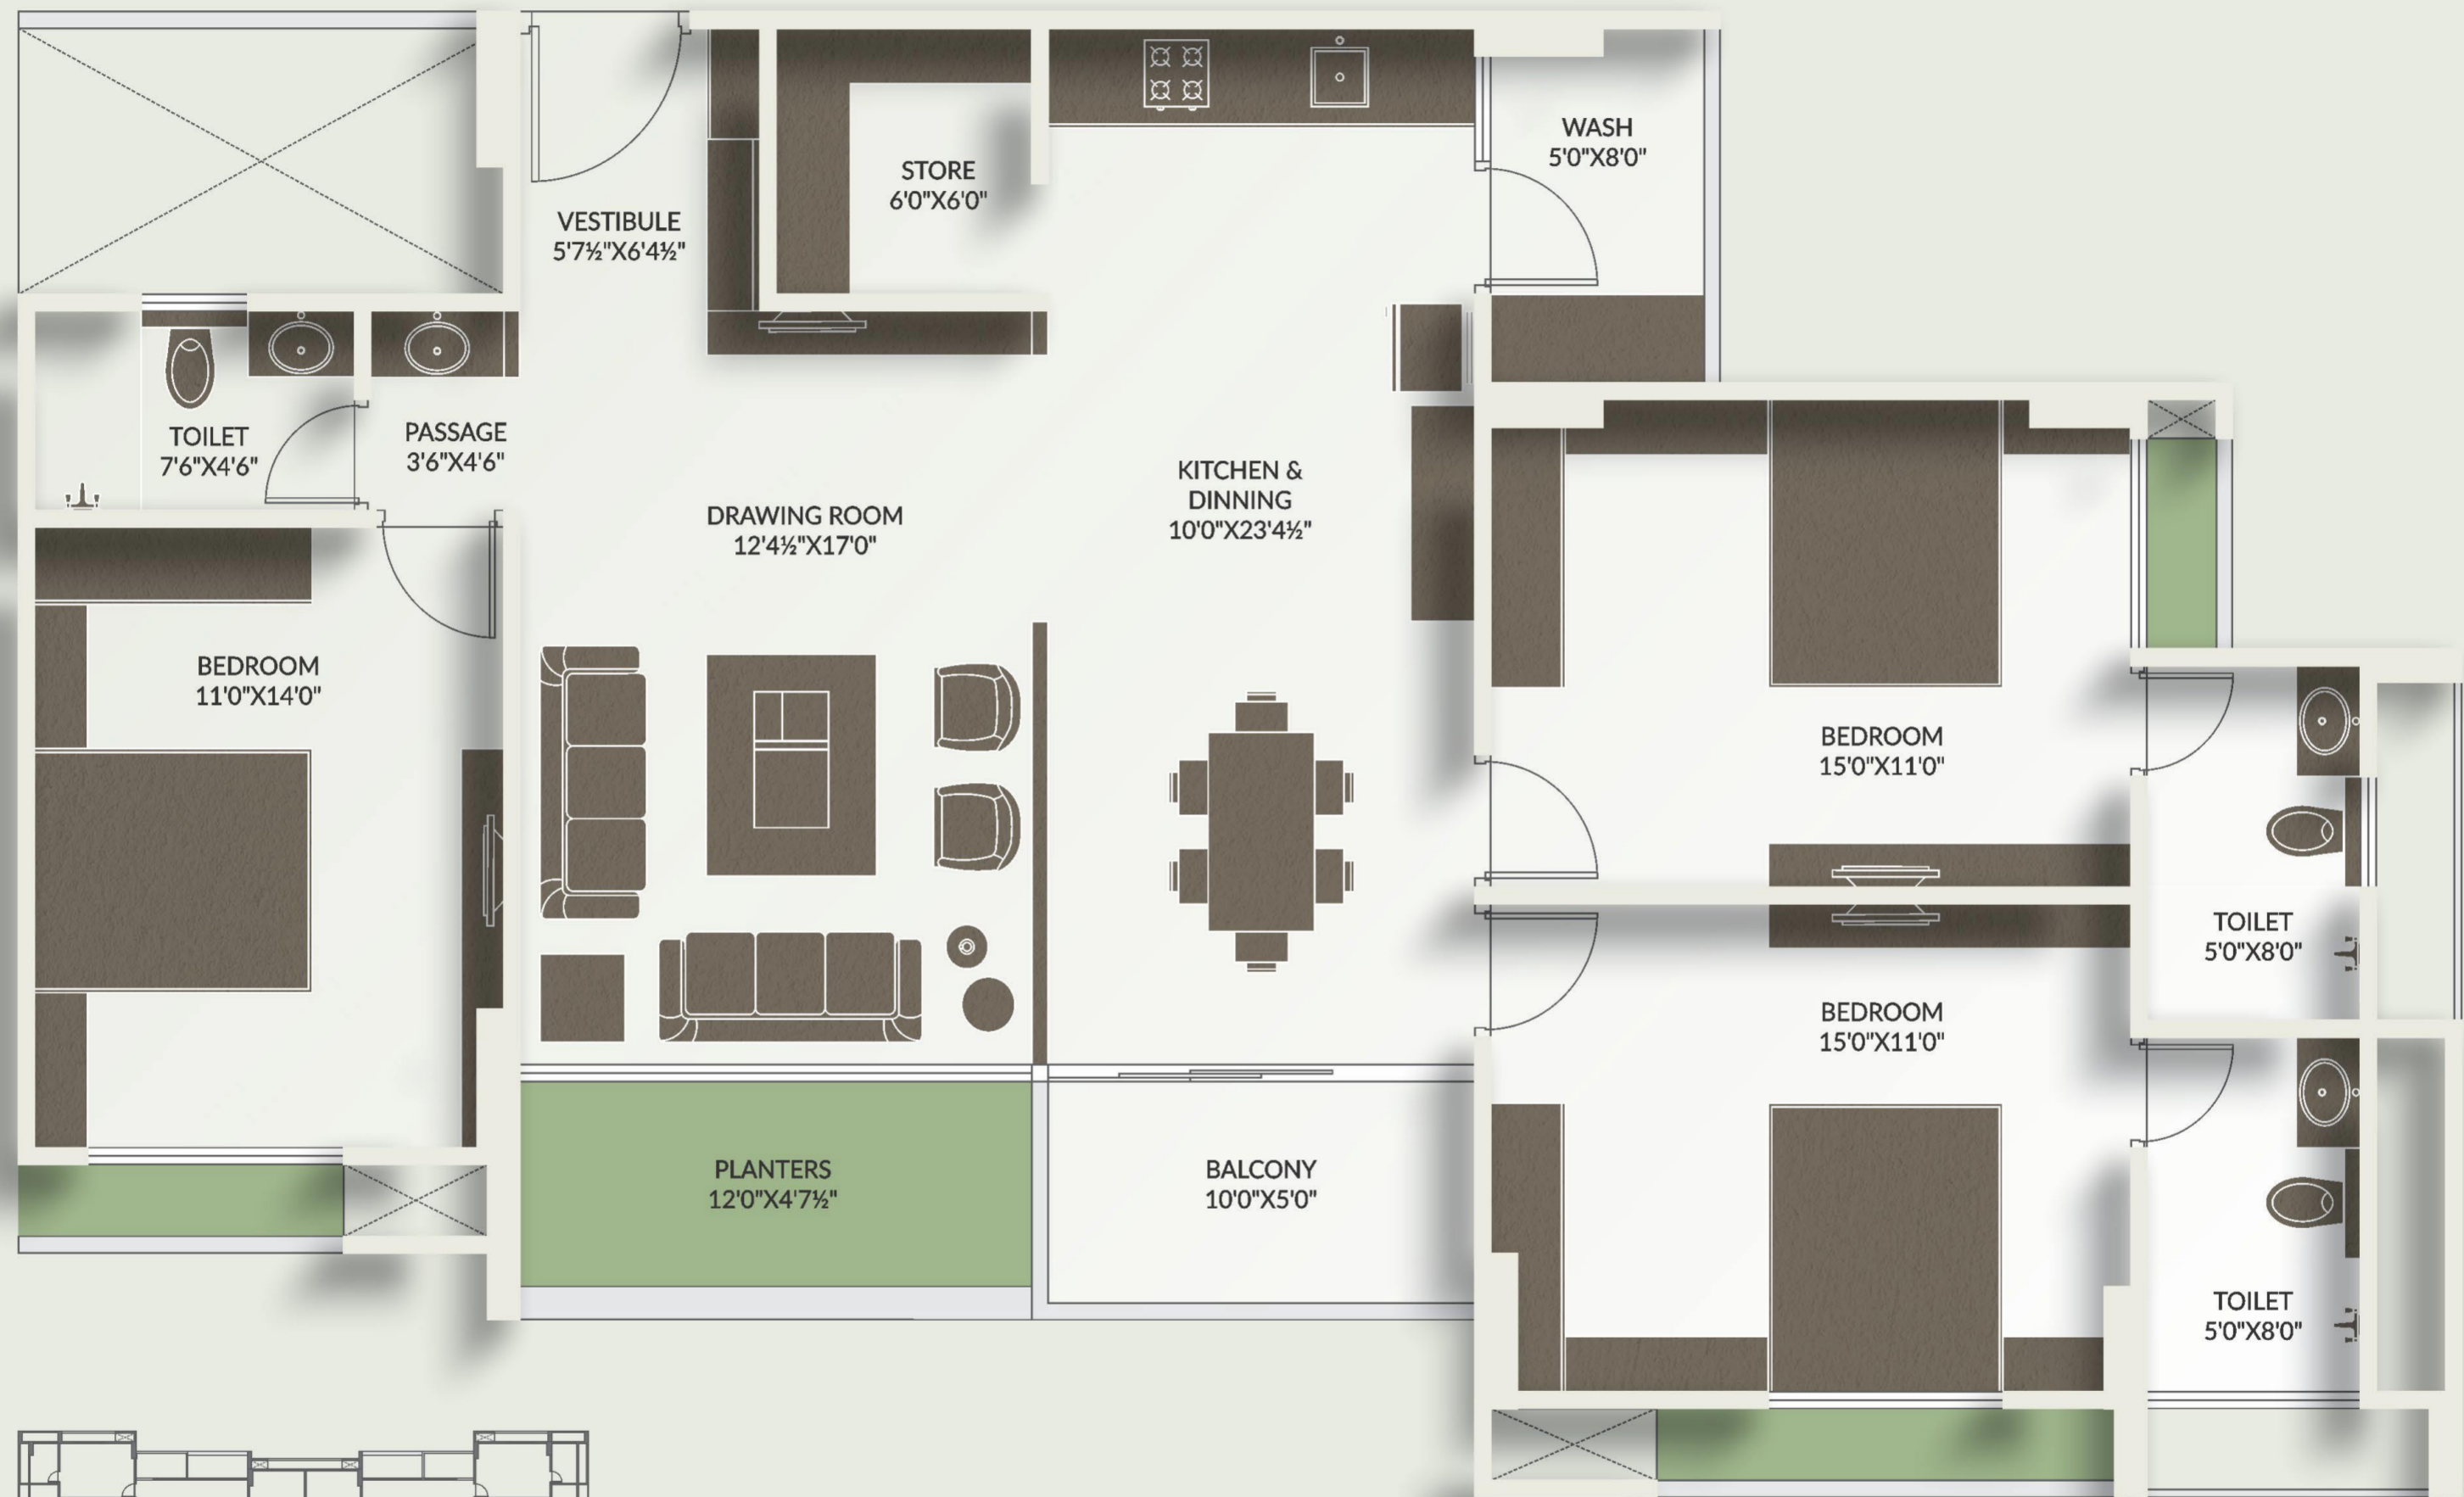 WASH
5'0"X8'0"
STORE
6'0"X6'0"
VESTIBULE
5'7½"X6'4½"
TOILET
7'6"X4'6"
PASSAGE
3'6"X4'6"
KITCHEN &
DINNING
10'0"X23'4½"
DRAWING ROOM
12'4½"X17'0"
BEDROOM
11'0"X14'0"
BEDROOM
15'0"X11'0"
TOILET
5'0"X8'0"
BEDROOM
15'0"X11'0"
PLANTERS
12'0"X4'7½"
BALCONY
10'0"X5'0"
TOILET
5'0"X8'0"